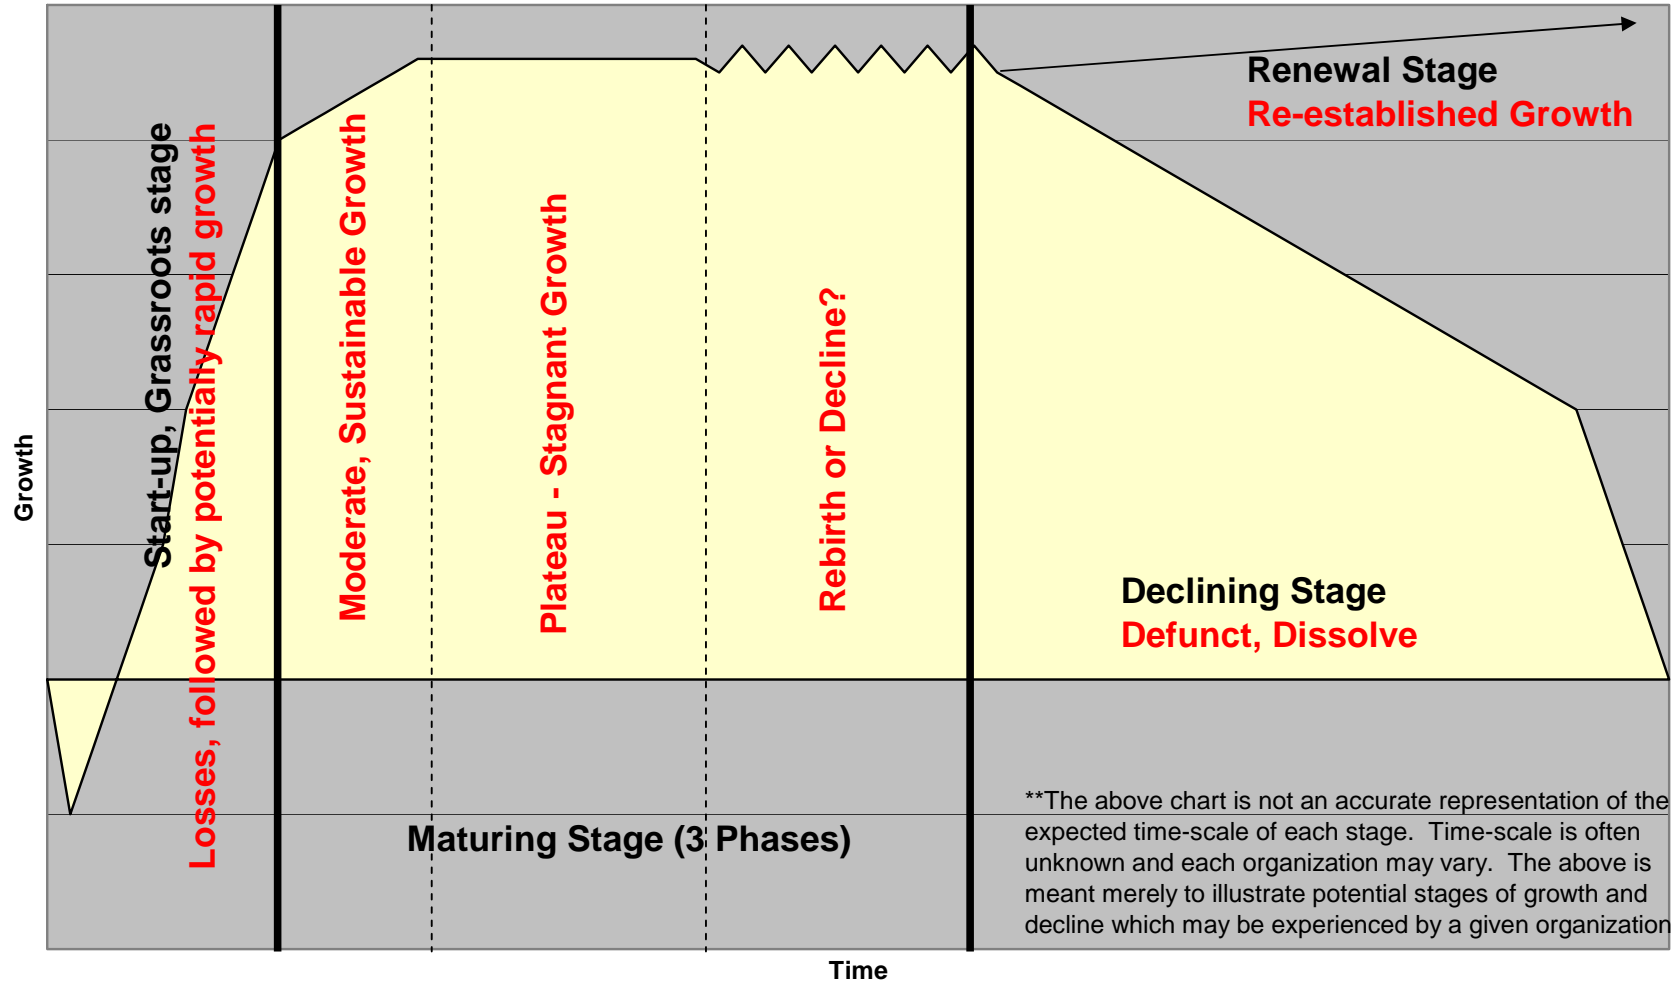 Growth
Start-up, Grassroots stage
Losses, followed by potentially rapid growth
Moderate, Sustainable Growth
Plateau - Stagnant Growth
Rebirth or Decline?
Renewal Stage
Re-established Growth
Declining Stage
Defunct, Dissolve
Maturing Stage (3 Phases)
**The above chart is not an accurate representation of the
expected time-scale of each stage.  Time-scale is often
unknown and each organization may vary.  The above is
meant merely to illustrate potential stages of growth and
decline which may be experienced by a given organization
Time